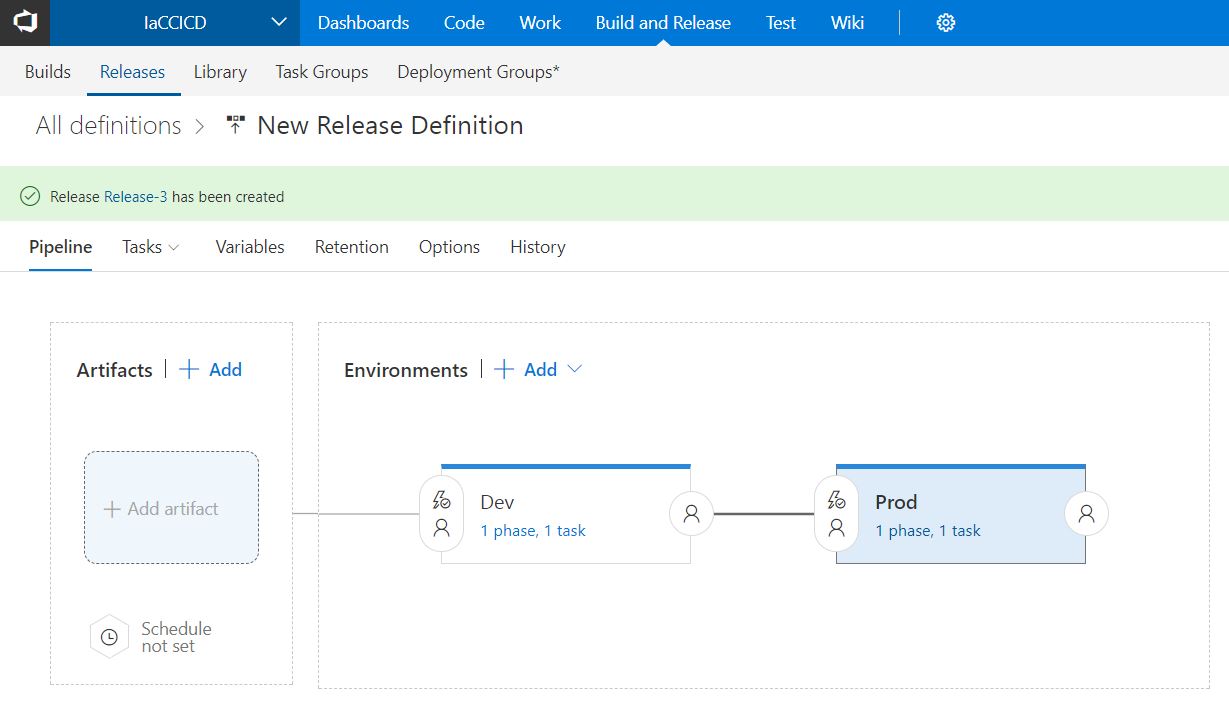 IaCCICD Dashboards Code Work Build and Release Test Wiki
Builds Releases Library Task Groups Deployment Groups*
All definitions > New Release Definition
Release Release-3 has been created
Pipeline Tasks Variables Retention Options History
Artifacts | + Add
Environments | + Add
+ Add artifact
Schedule
not set
Dev
1 phase, 1 task
Prod
1 phase, 1 task